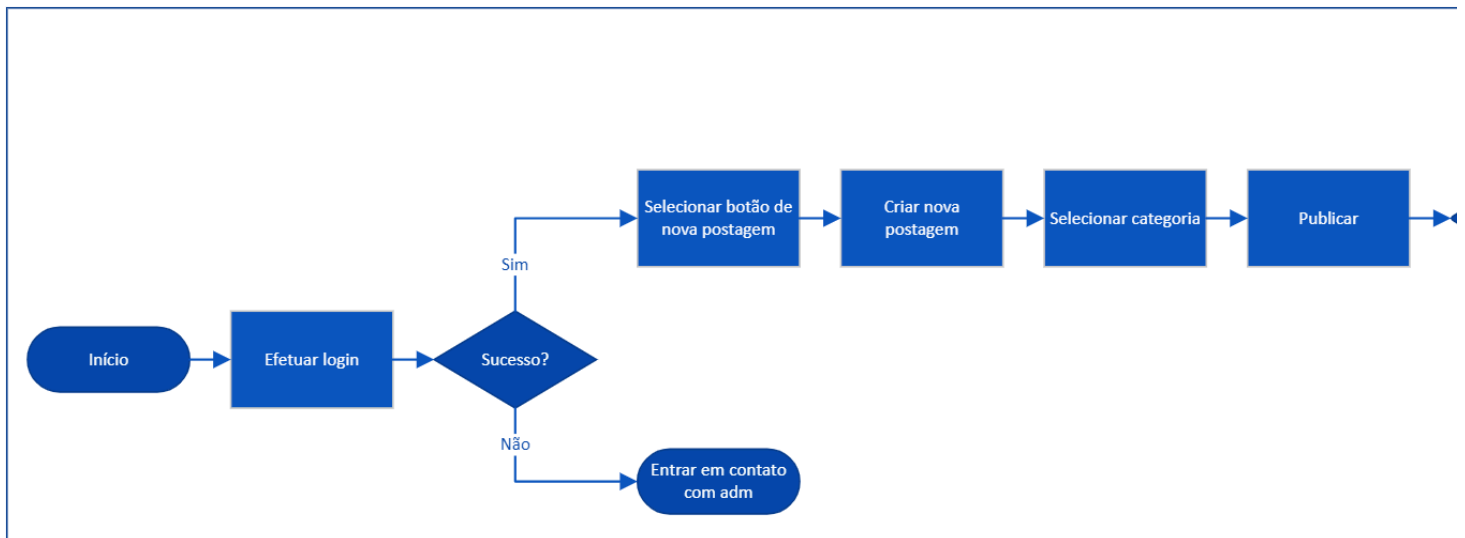 Selecionar botão de
nova postagem
Criar nova
postagem
Selecionar categoria
Publicar
Sim
Início
Efetuar login
Sucesso?
Não
Entrar em contato
com adm